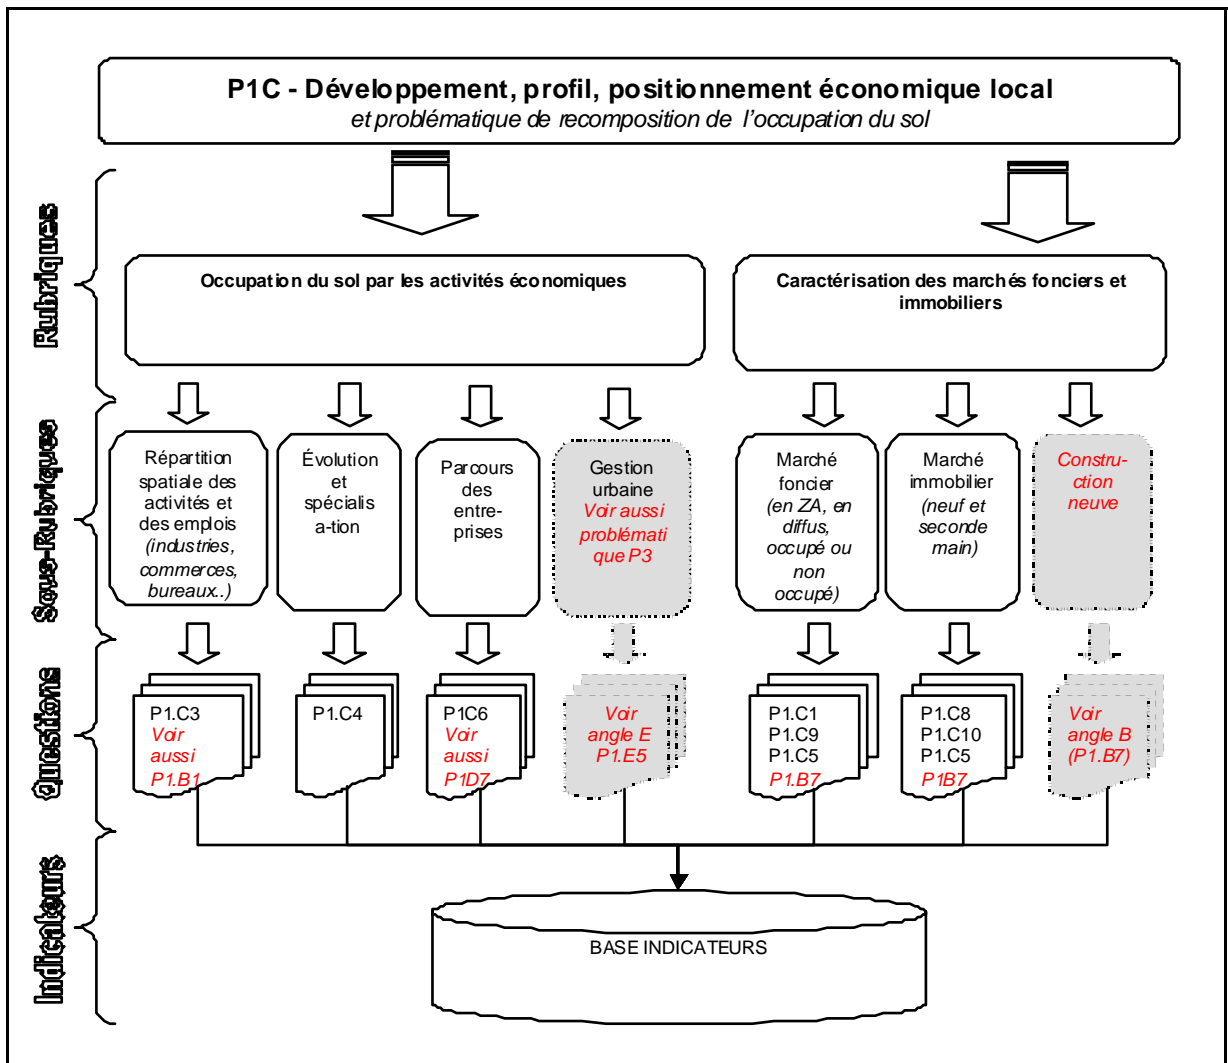 P1C - Développement, profil, positionnement économique local
et problématique de recomposition de l'occupation du sol
Rubriques
Occupation du sol par les activités économiques
Caractérisation des marchés fonciers et
immobiliers
Sous-Rubriques
Répartition
spatiale des
activités et
des emplois
(industries,
commerces,
bureaux..)
Évolution
et
spécialis
a-tion
Parcours
des
entre-
prises
Gestion
urbaine
Voir aussi
problémati
que P3
Marché
foncier
(en ZA, en
diffus,
occupé ou
non
occupé)
Marché
immobilier
(neuf et
seconde
main)
Constru-
ction
neuve
Questions
P1.C3
Voir
aussi
P1.B1
P1.C4
P1C6
Voir
aussi
P1D7
Voir
angle E
P1.E5
P1.C1
P1.C9
P1.C5
P1.B7
P1.C8
P1.C10
P1.C5
P1B7
Voir
angle B
(P1.B7)
Indicateurs
BASE INDICATEURS